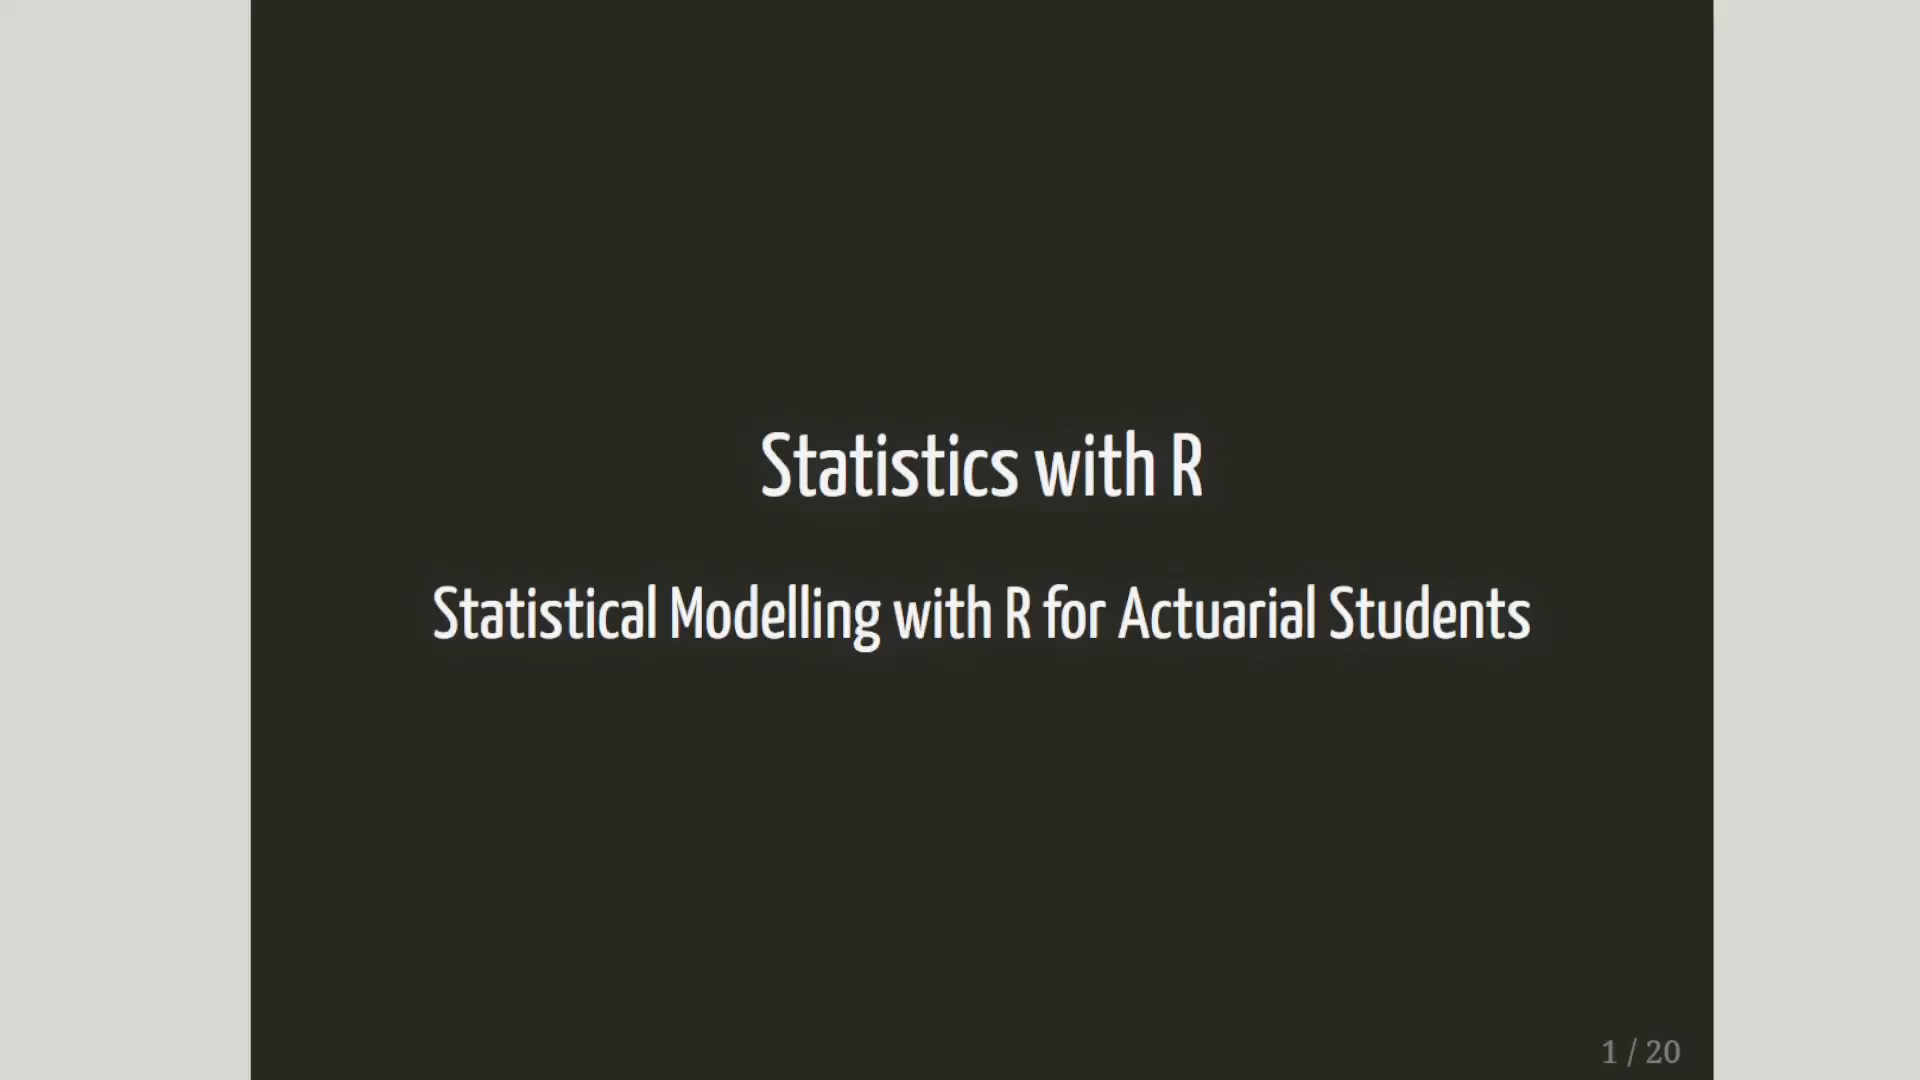 Statistics with R
Statistical Modelling with R for Actuarial Students
1 / 20